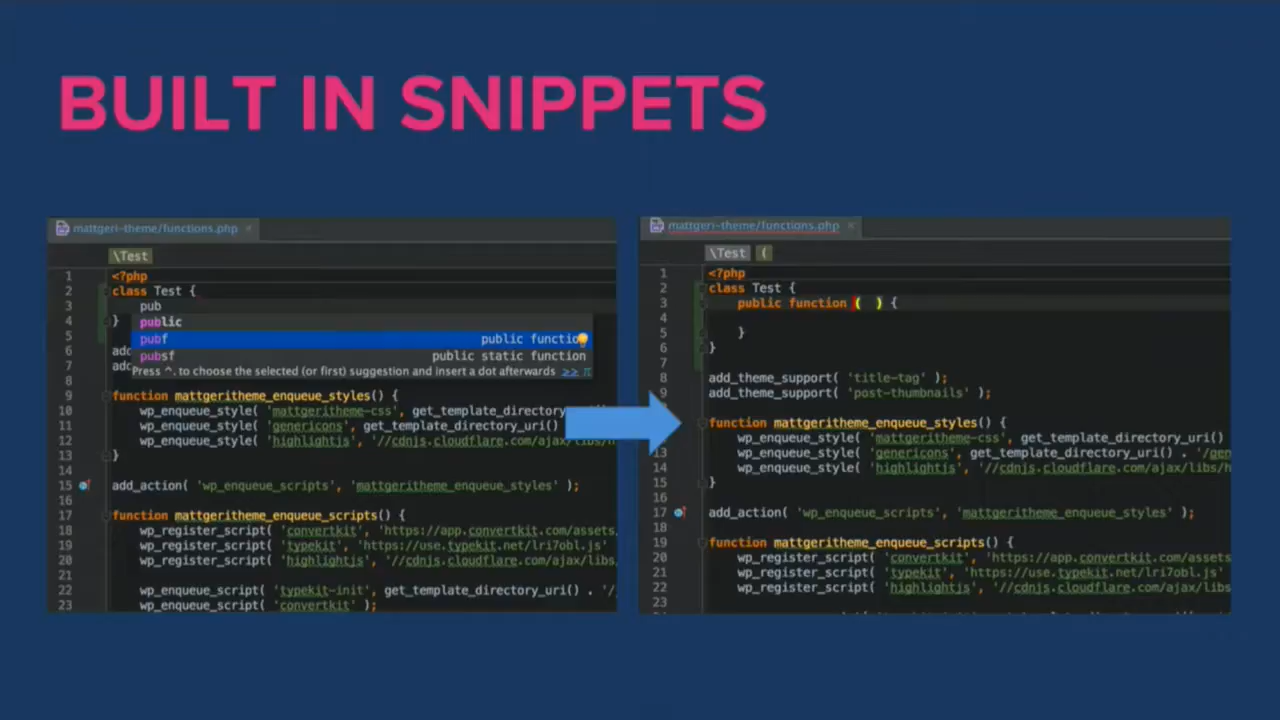 BUILT IN SNIPPETS
mattgeri-theme/functions.php ×
\Test
1 <?php
2 class Test {
3 pub
4 }
public
5 pubf public function
pubsf public static function
6 add
7 add
Press ^. to choose the selected (or first) suggestion and insert a dot afterwards >> π
8
9 function mattgeritheme_enqueue_styles() {
10 wp_enqueue_style( 'mattgeritheme-css', get_template_directory
11 wp_enqueue_style( 'genericons', get_template_directory_uri()
12 wp_enqueue_style( 'highlightjs', '//cdnjs.cloudflare.com/ajax/libs/h
13 }
14
15 add_action( 'wp_enqueue_scripts', 'mattgeritheme_enqueue_styles' );
16
17 function mattgeritheme_enqueue_scripts() {
18 wp_register_script( 'convertkit', 'https://app.convertkit.com/assets/
19 wp_register_script( 'typekit', 'https://use.typekit.net/lri7obl.js'
20 wp_register_script( 'highlightjs', '//cdnjs.cloudflare.com/ajax/libs/
21
22 wp_enqueue_script( 'typekit-init', get_template_directory_uri() . '/
23 wp_enqueue_script( 'convertkit' );
mattgeri-theme/functions.php ×
\Test (
1 <?php
2 class Test {
3 public function ( ) {
4
5 }
6 }
7
8 add_theme_support( 'title-tag' );
9 add_theme_support( 'post-thumbnails' );
function mattgeritheme_enqueue_styles() {
wp_enqueue_style( 'mattgeritheme-css', get_template_directory_uri()
13 wp_enqueue_style( 'genericons', get_template_directory_uri() . '/gen
14 wp_enqueue_style( 'highlightjs', '//cdnjs.cloudflare.com/ajax/libs/h
15 }
16
17 add_action( 'wp_enqueue_scripts', 'mattgeritheme_enqueue_styles' );
18
19 function mattgeritheme_enqueue_scripts() {
20 wp_register_script( 'convertkit', 'https://app.convertkit.com/assets
21 wp_register_script( 'typekit', 'https://use.typekit.net/lri7obl.js'
22 wp_register_script( 'highlightjs', '//cdnjs.cloudflare.com/ajax/libs
23